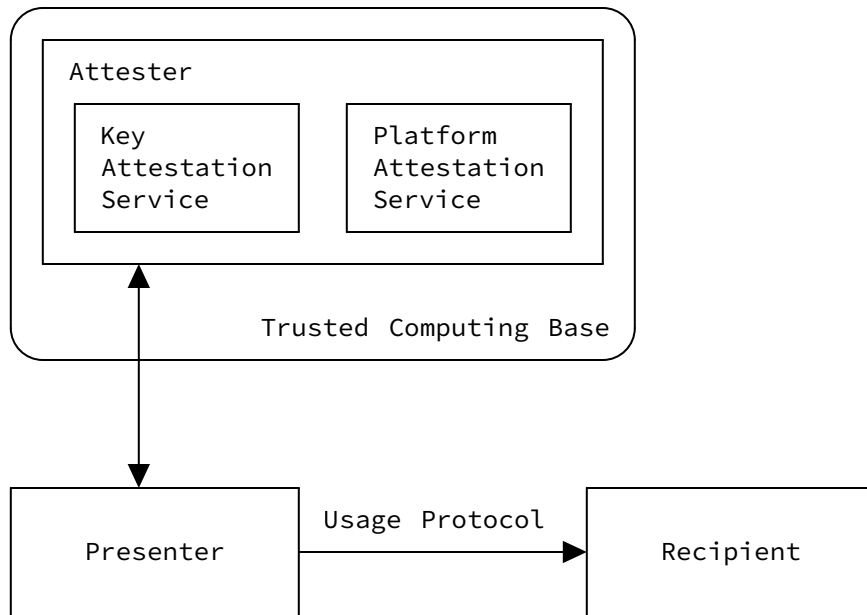 Attester
Key
Attestation
Service
Platform
Attestation
Service
Trusted Computing Base
Usage Protocol
Presenter
Recipient